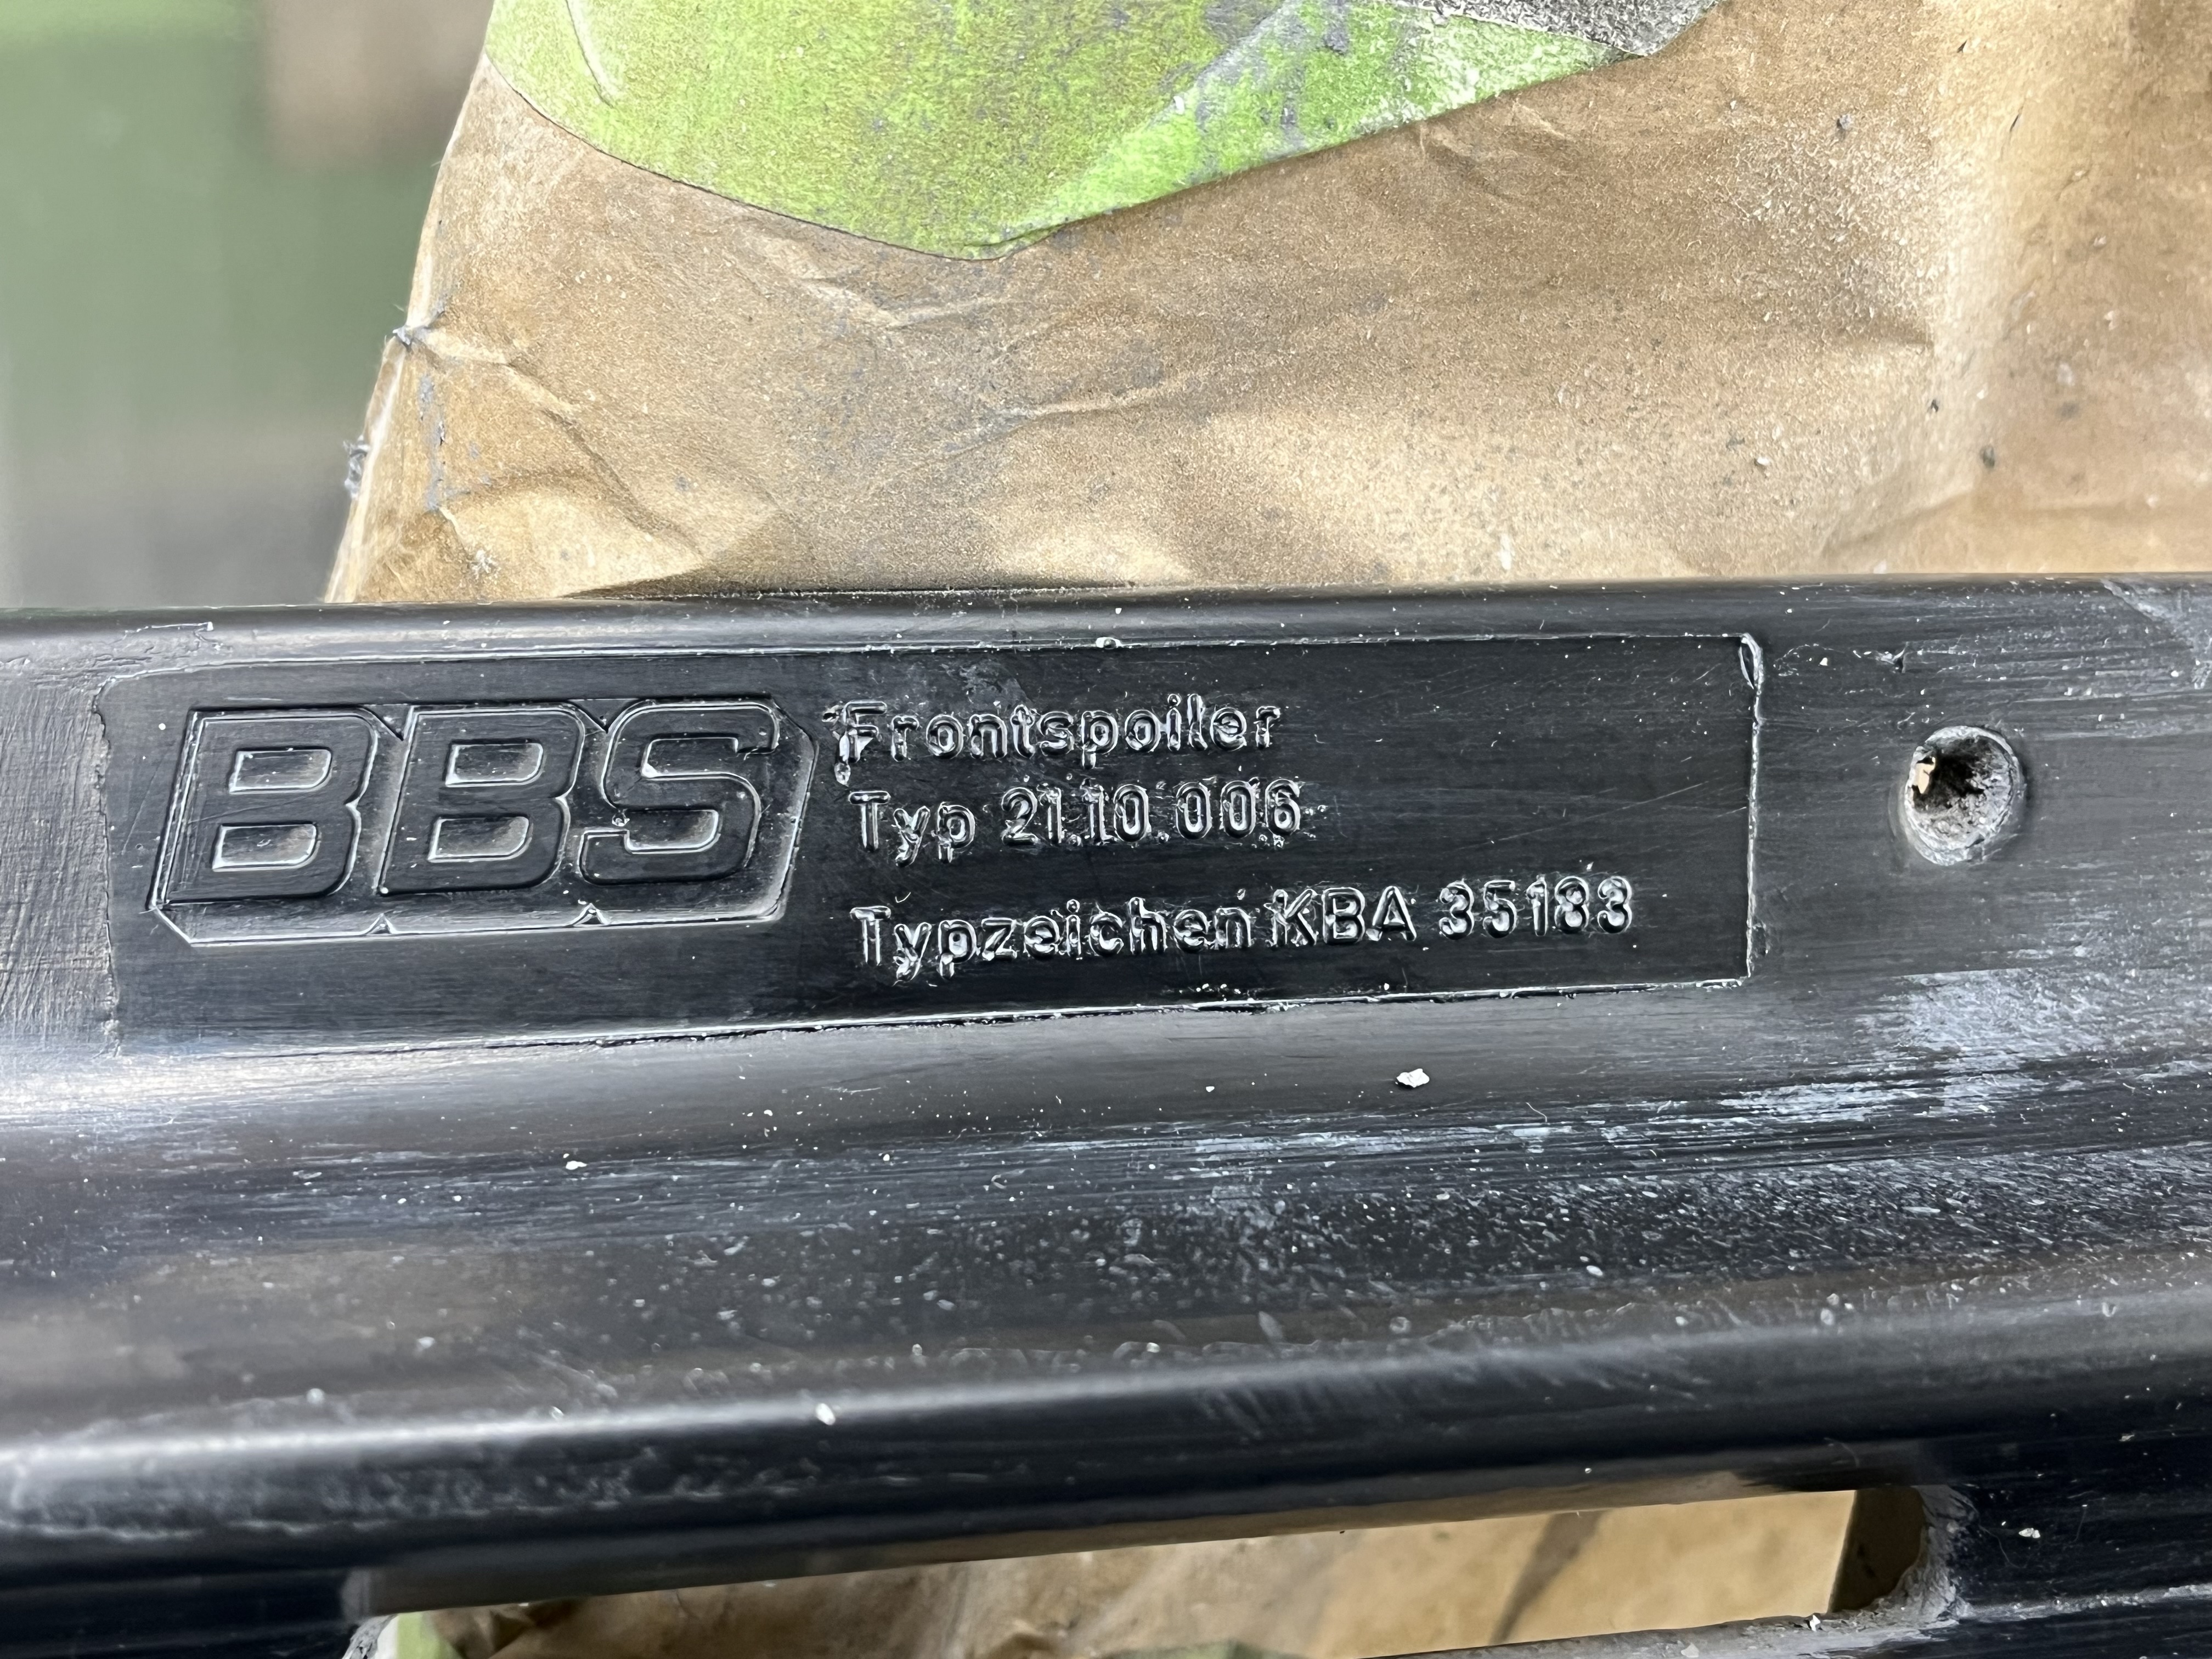 BBS
Frontspoiler
Typ 21.10.006
Typzeichen KBA 35183